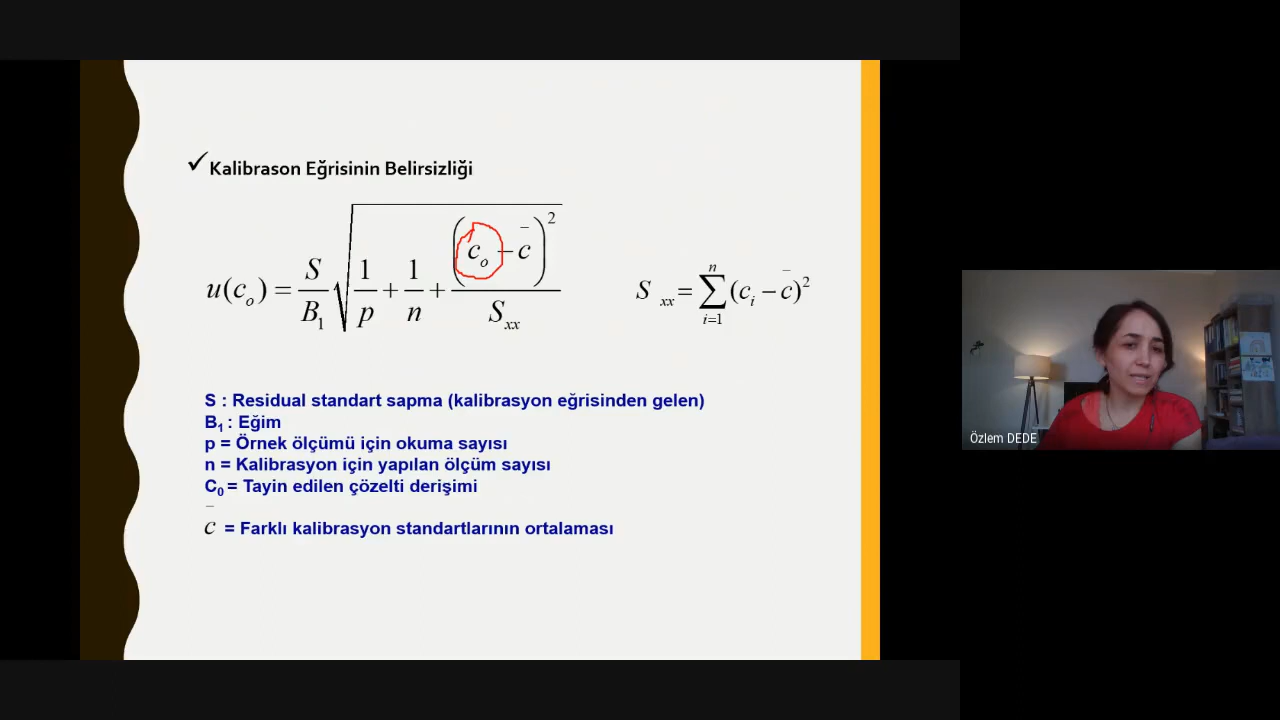 ✓Kalibrason Eğrisinin Belirsizliği
u(c_o) = S/B_1 √(1/p + 1/n + (c_o − c̄)^2/S_xx)
S_xx = ∑_{i=1}^{n} (c_i − c̄)^2
S : Residual standart sapma (kalibrasyon eğrisinden gelen)
B_1 : Eğim
p = Örnek ölçümü için okuma sayısı
n = Kalibrasyon için yapılan ölçüm sayısı
C_0 = Tayin edilen çözelti derişimi
c̄ = Farklı kalibrasyon standartlarının ortalaması
Özlem DEDE